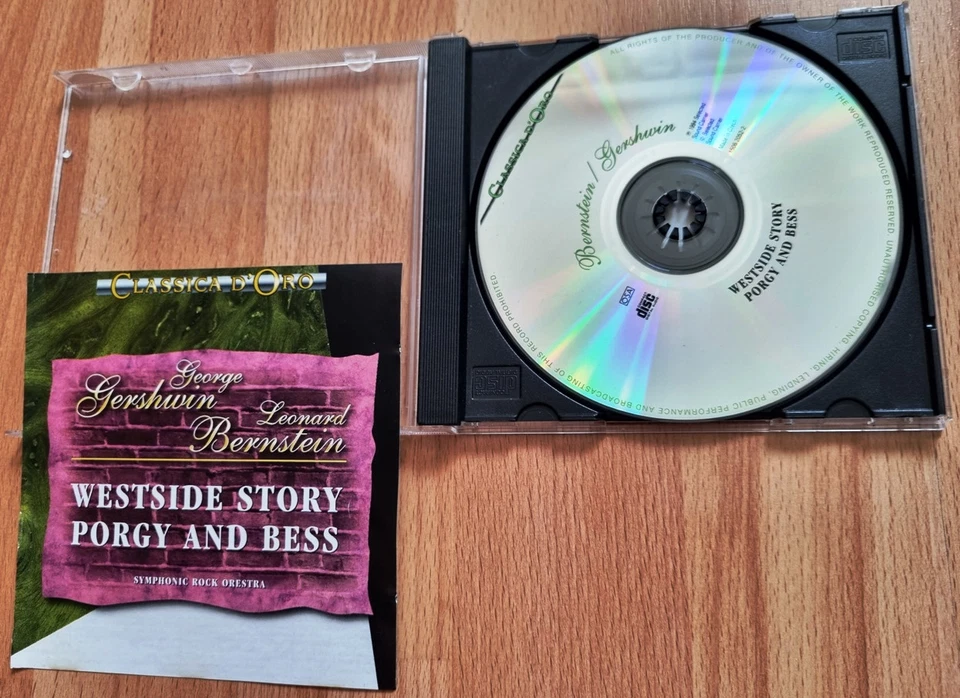 CLASSICA D'ORO
George
Gershwin
Leonard
Bernstein
WESTSIDE STORY
PORGY AND BESS
SYMPHONIC ROCK ORESTRA
CLASSICA D'ORO
Bernstein / Gershwin
WESTSIDE STORY
PORGY AND BESS
OSA
disc
ALL RIGHTS OF THE PRODUCER AND OF THE OWNER OF THE WORK REPRODUCED RESERVED. UNAUTHORISED COPYING, HIRING, LENDING, PUBLIC PERFORMANCE AND BROADCASTING OF THIS RECORD PROHIBITED